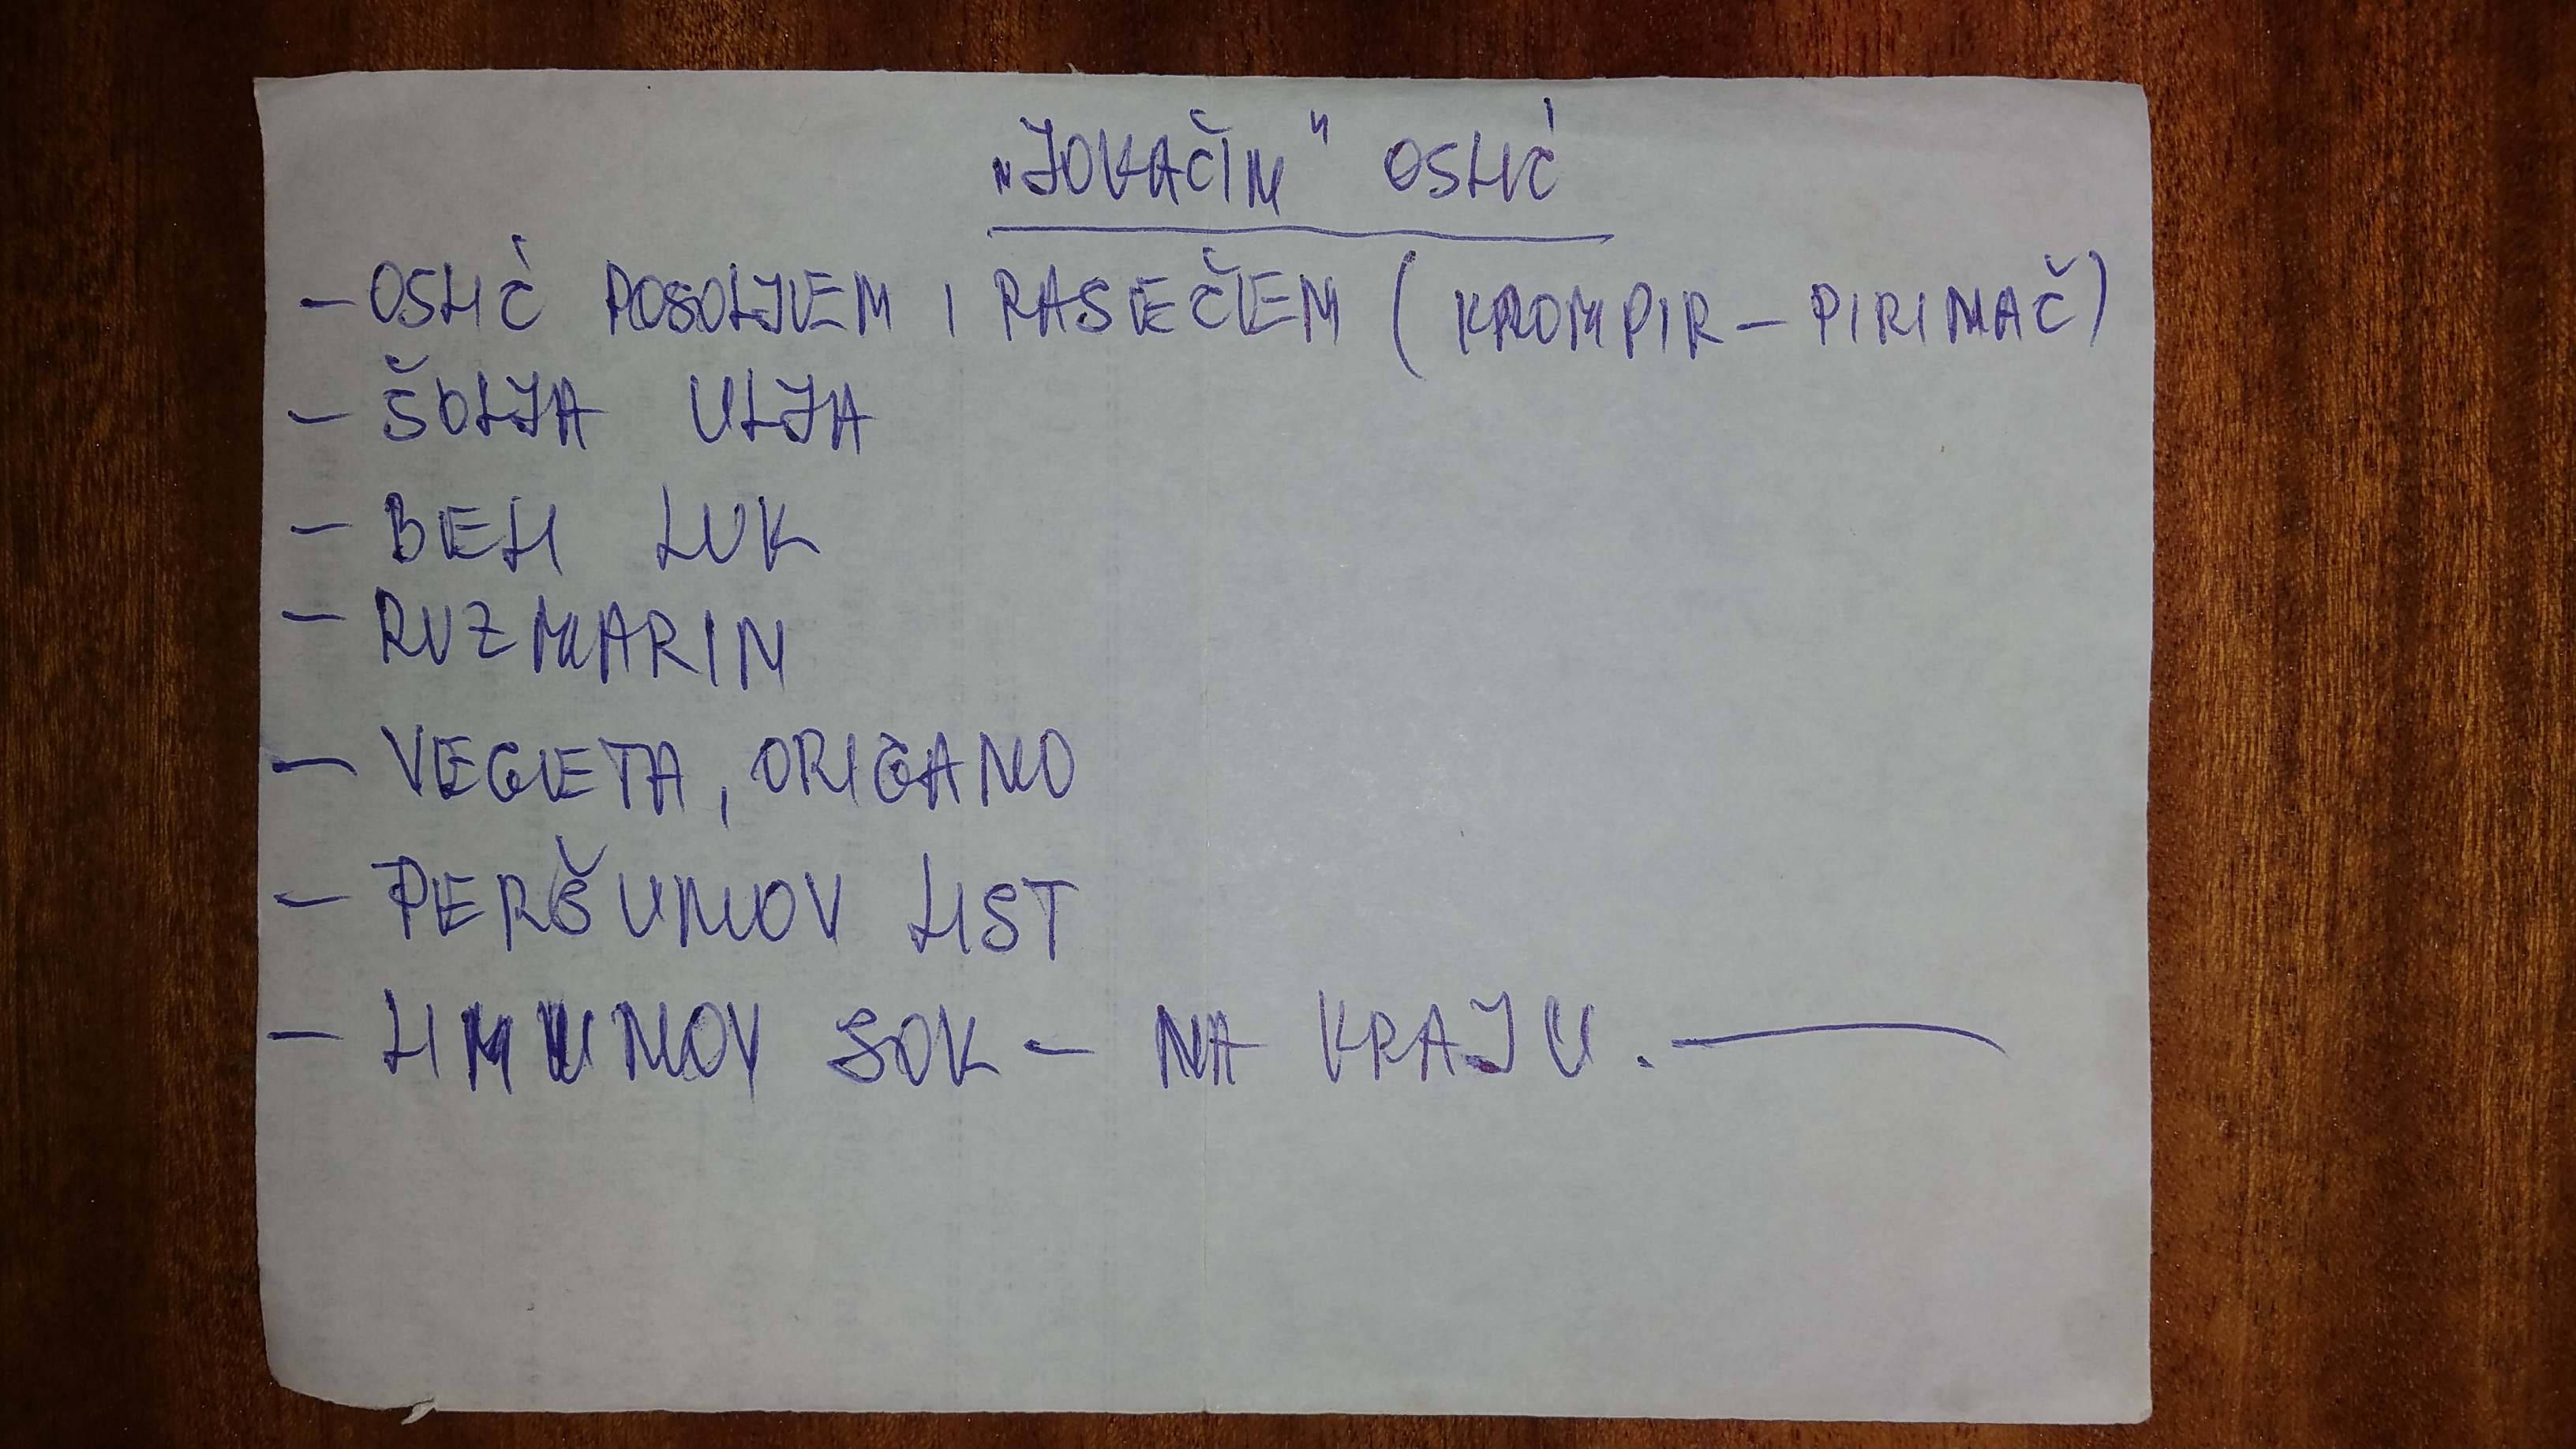 "JOVAČIN" OSLIĆ
- OSLIĆ POSOLJEM I RASEČEM (KROMPIR - PIRINAČ)
- ŠOLJA ULJA
- BELI LUK
- RUZMARIN
- VEGETA, ORIGANO
- PERŠUNOV LIST
- LIMUNOV SOK - NA KRAJU.